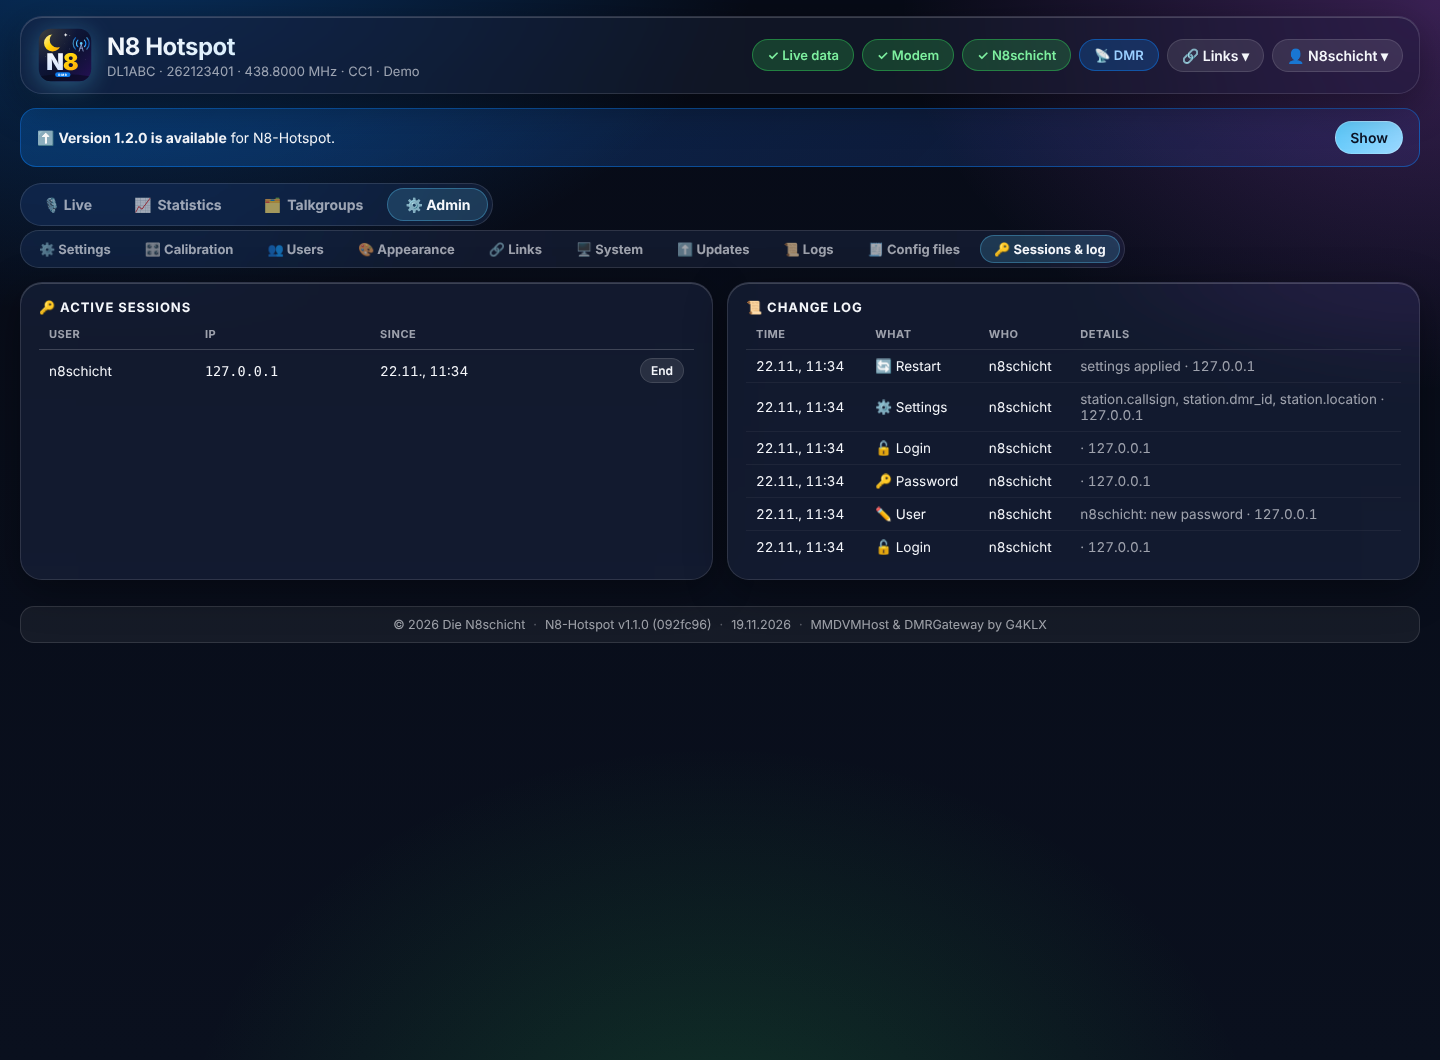 N8 Hotspot
DL1ABC · 262123401 · 438.8000 MHz · CC1 · Demo
N8
DMR
✓ Live data
✓ Modem
✓ N8schicht
📡 DMR
🔗 Links ▾
👤 N8schicht ▾
⬆️ Version 1.2.0 is available for N8-Hotspot.
Show
🎙️ Live
📈 Statistics
🗂️ Talkgroups
⚙️ Admin
⚙️ Settings
🎛️ Calibration
👥 Users
🎨 Appearance
🔗 Links
🖥️ System
⬆️ Updates
📜 Logs
🧾 Config files
🔑 Sessions & log
🔑 ACTIVE SESSIONS
USER IP SINCE
n8schicht 127.0.0.1 22.11., 11:34 End
📜 CHANGE LOG
TIME WHAT WHO DETAILS
22.11., 11:34 🔄 Restart n8schicht settings applied · 127.0.0.1
22.11., 11:34 ⚙️ Settings n8schicht station.callsign, station.dmr_id, station.location ·
127.0.0.1
22.11., 11:34 🔓 Login n8schicht · 127.0.0.1
22.11., 11:34 🔑 Password n8schicht · 127.0.0.1
22.11., 11:34 ✏️ User n8schicht n8schicht: new password · 127.0.0.1
22.11., 11:34 🔓 Login n8schicht · 127.0.0.1
© 2026 Die N8schicht · N8-Hotspot v1.1.0 (092fc96) · 19.11.2026 · MMDVMHost & DMRGateway by G4KLX